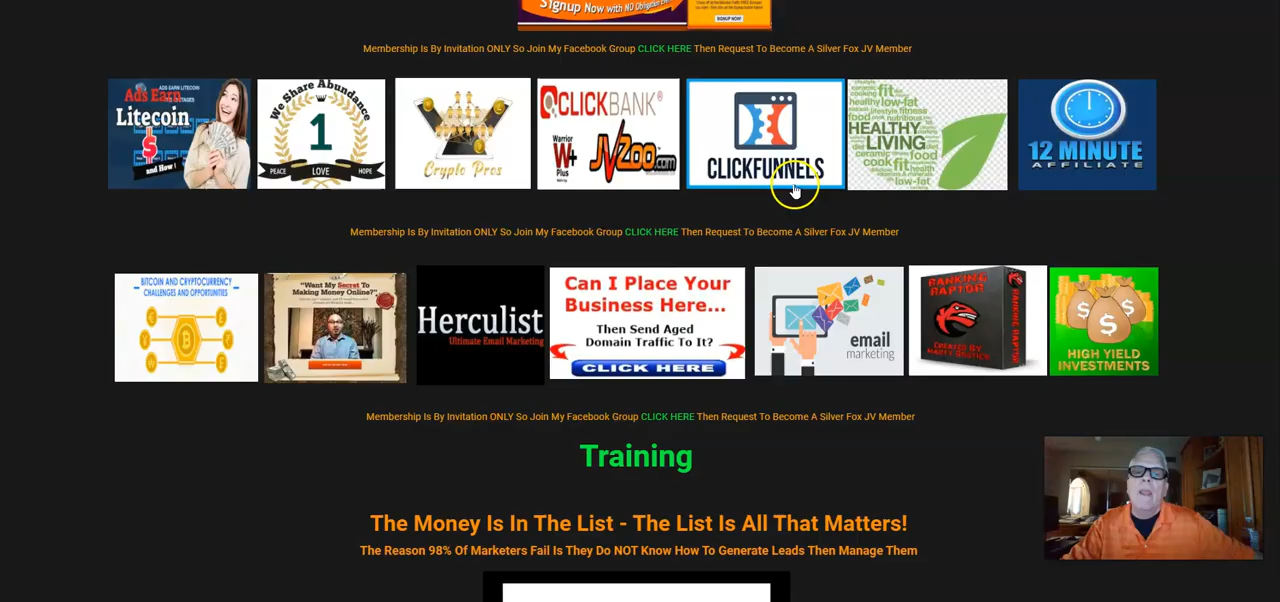 Signup Now with NO Obligation
SIGNUP NOW!
Membership Is By Invitation ONLY So Join My Facebook Group CLICK HERE Then Request To Become A Silver Fox JV Member
Ads Earn
Litecoin
and How!
We Share Abundance
1
PEACE LOVE HOPE
Crypto Pros
CLICKBANK®
Warrior
W+
Plus
JVZoo.com
CLICKFUNNELS
HEALTHY
LIVING
12 MINUTE
AFFILIATE
Membership Is By Invitation ONLY So Join My Facebook Group CLICK HERE Then Request To Become A Silver Fox JV Member
BITCOIN AND CRYPTOCURRENCY
CHALLENGES AND OPPORTUNITIES
"Want My Secret To
Making Money Online?"
Herculist
Ultimate Email Marketing
Can I Place Your
Business Here...
Then Send Aged
Domain Traffic To It?
CLICK HERE
email
marketing
RANKING
RAPTOR
RANKING RAPTOR
HIGH YIELD
INVESTMENTS
Membership Is By Invitation ONLY So Join My Facebook Group CLICK HERE Then Request To Become A Silver Fox JV Member
Training
The Money Is In The List - The List Is All That Matters!
The Reason 98% Of Marketers Fail Is They Do NOT Know How To Generate Leads Then Manage Them